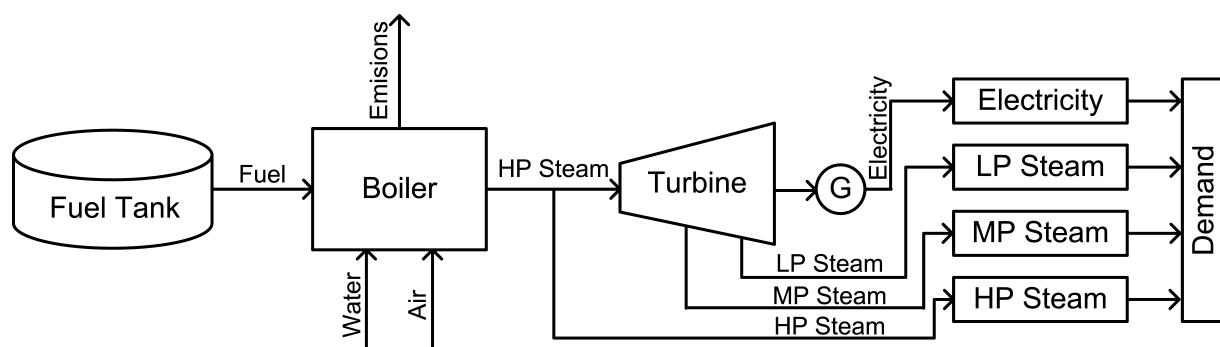 Emisions
Electricity
Electricity
HP Steam
LP Steam
Fuel
Turbine
G
Boiler
Fuel Tank
MP Steam
Demand
LP Steam
MP Steam
HP Steam
HP Steam
Water
Air